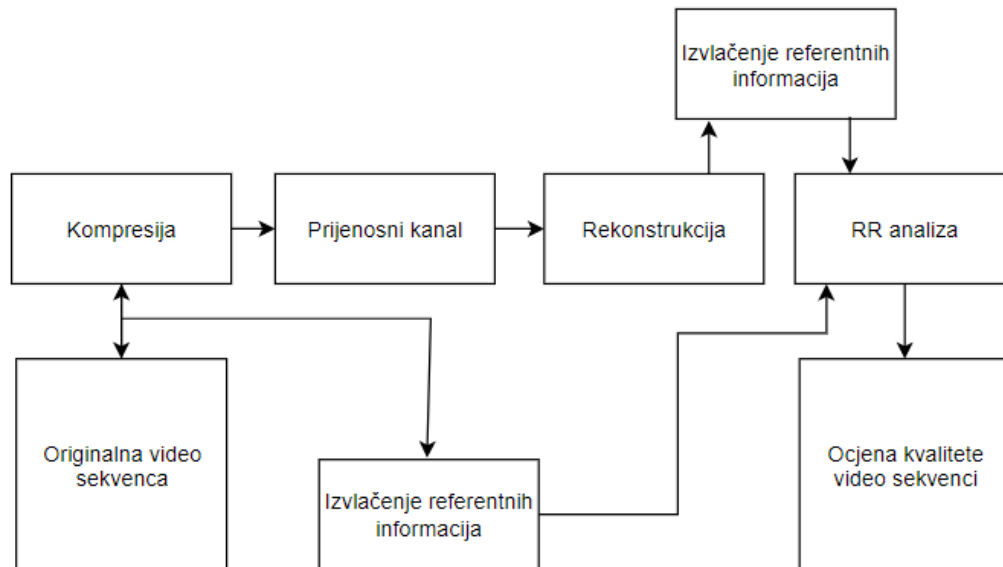 Izvlačenje referentnih
informacija
Kompresija
Prijenosni kanal
Rekonstrukcija
RR analiza
Originalna video
sekvenca
Izvlačenje referentnih
informacija
Ocjena kvalitete
video sekvenci